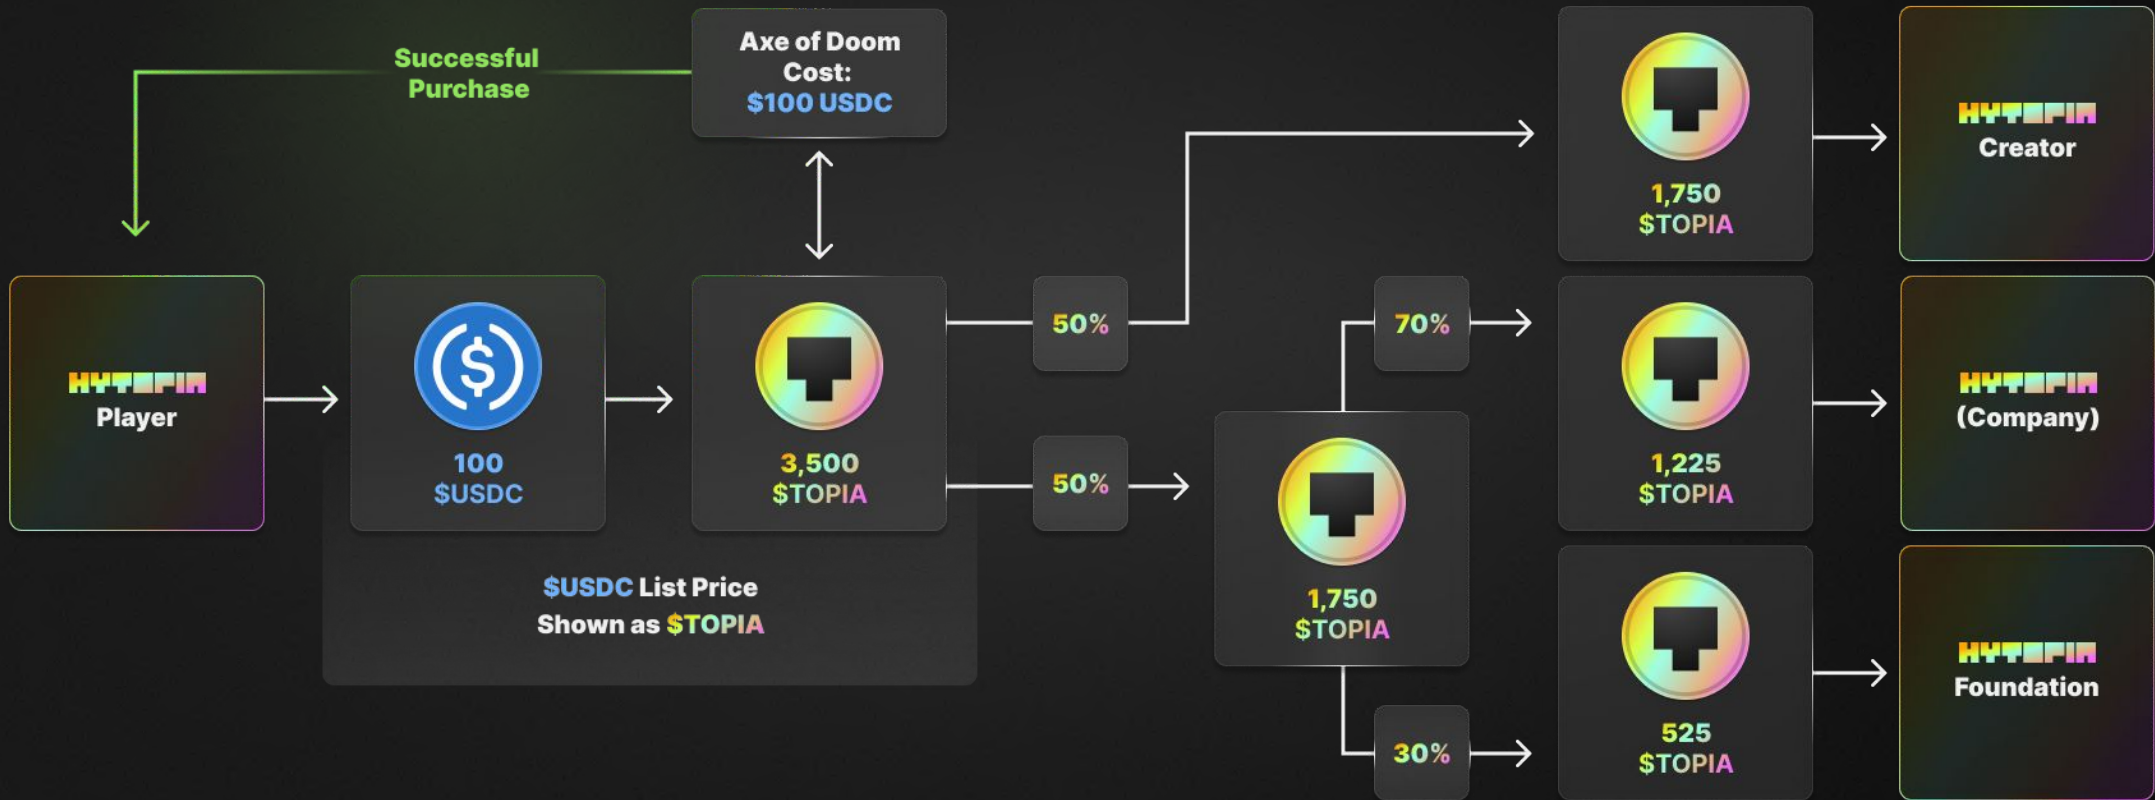 Successful
Purchase
Axe of Doom
Cost:
$100 USDC
HYTOPIA
Player
100
$USDC
3,500
$TOPIA
$USDC List Price
Shown as $TOPIA
50%
50%
1,750
$TOPIA
70%
30%
1,750
$TOPIA
HYTOPIA
Creator
1,225
$TOPIA
HYTOPIA
(Company)
525
$TOPIA
HYTOPIA
Foundation